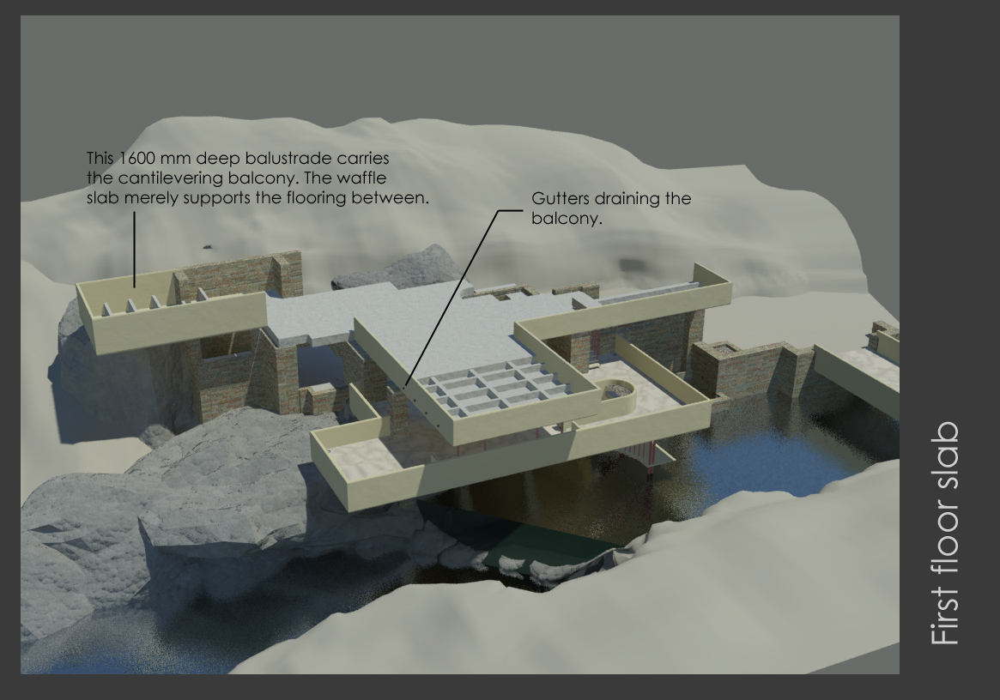 This 1600 mm deep balustrade carries
the cantilevering balcony. The waffle
slab merely supports the flooring between.
Gutters draining the
balcony.
First floor slab